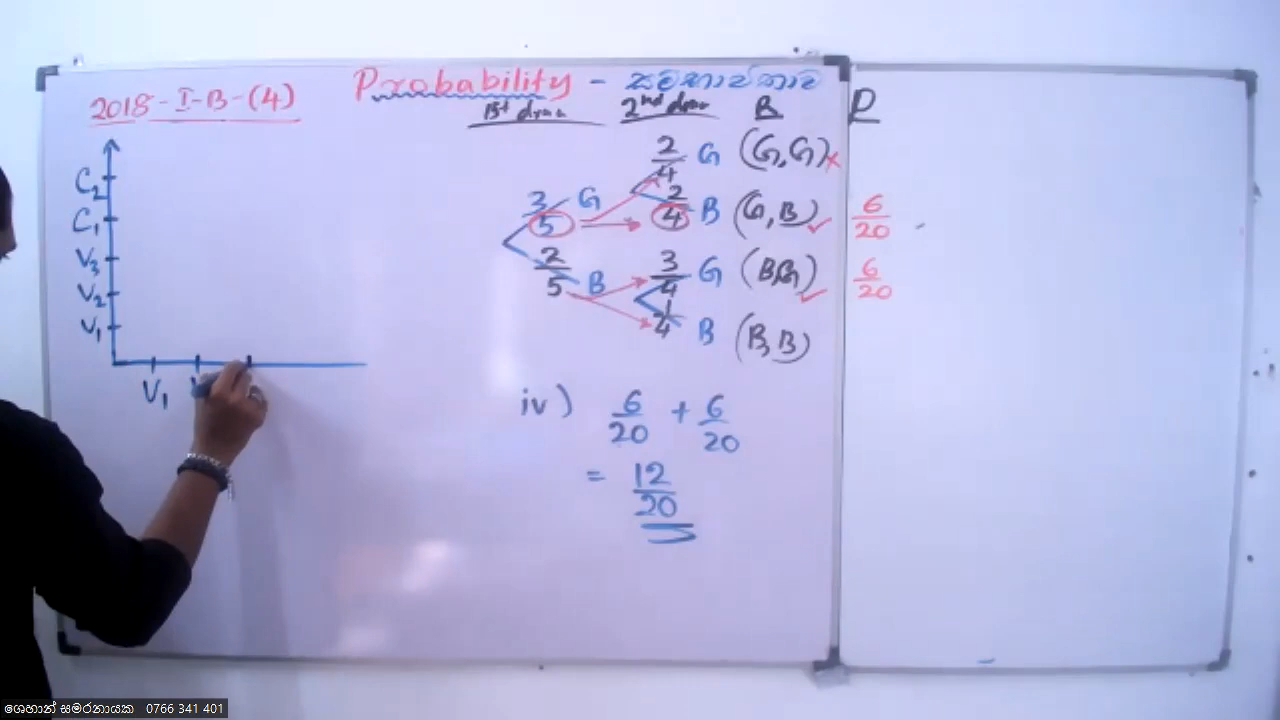 Probability - සම්භාවිතාව
2018 - I - B - (4)
1st draw 2nd draw R P
C2
C1
V3
V2
V1
V1
3/5 G
2/5 B
2/4 G (G,G) ×
2/4 B (G,B) ✓ 6/20
3/4 G (B,G) ✓ 6/20
1/4 B (B,B)
iv) 6/20 + 6/20
= 12/20
0766 341 401